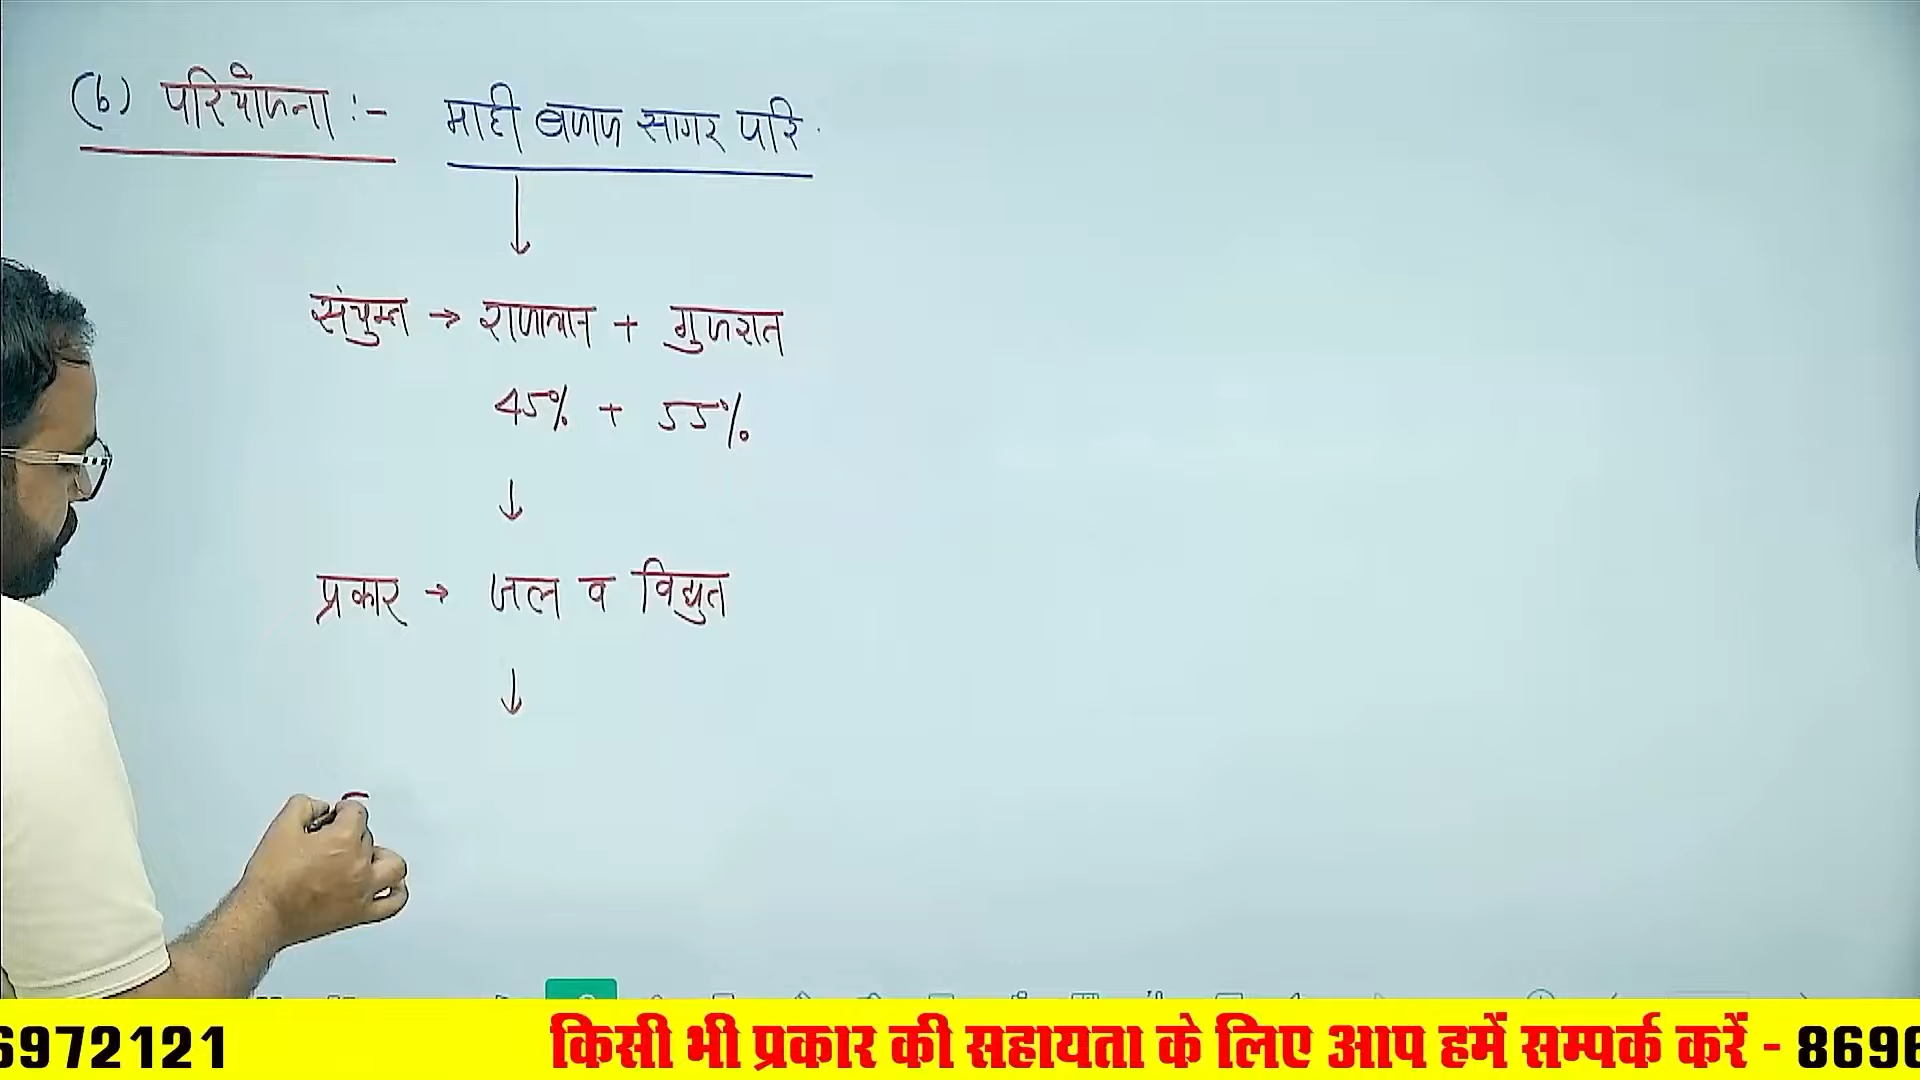 (b) परियोजना :- माही बजाज सागर परि.
↓
संयुक्त → राजस्थान + गुजरात
45% + 55%
↓
प्रकार → जल व विद्युत
↓
6972121 किसी भी प्रकार की सहायता के लिए आप हमें सम्पर्क करें - 8696